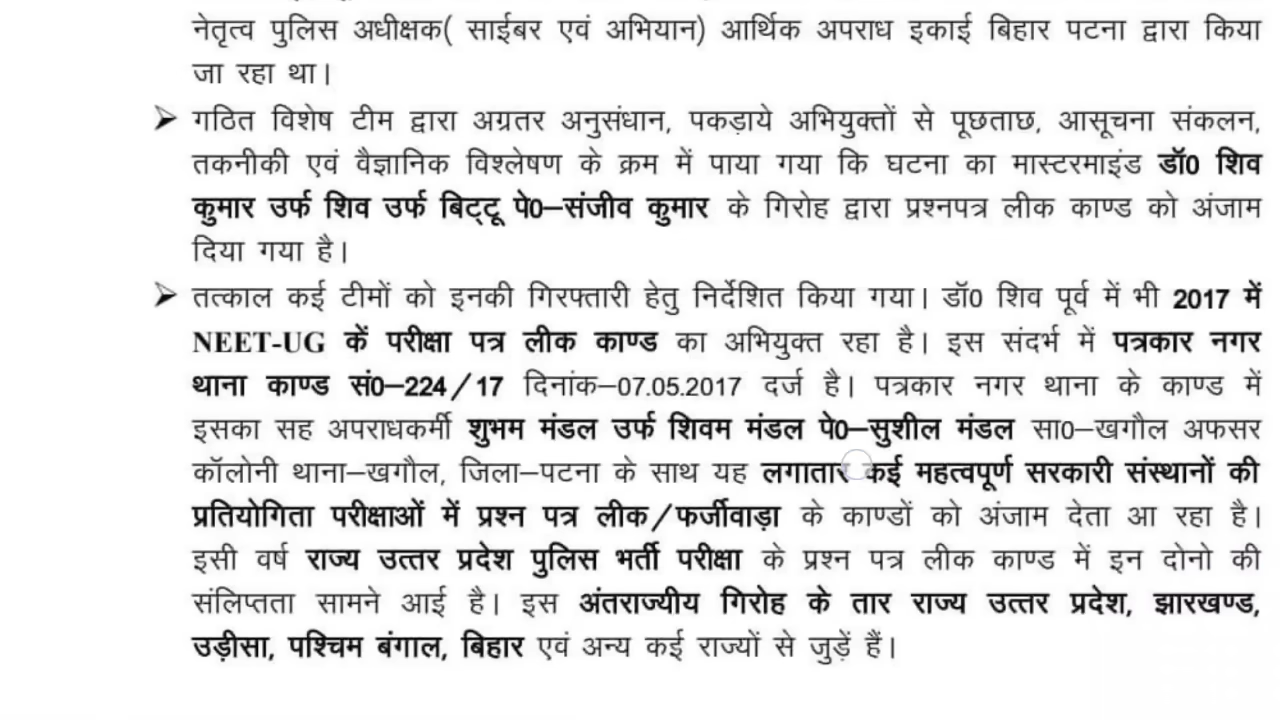 नेतृत्व पुलिस अधीक्षक( साईबर एवं अभियान) आर्थिक अपराध इकाई बिहार पटना द्वारा किया
जा रहा था।
➢ गठित विशेष टीम द्वारा अग्रतर अनुसंधान, पकड़ाये अभियुक्तों से पूछताछ, आसूचना संकलन,
तकनीकी एवं वैज्ञानिक विश्लेषण के क्रम में पाया गया कि घटना का मास्टरमाइंड डॉ0 शिव
कुमार उर्फ शिव उर्फ बिट्टू पे0–संजीव कुमार के गिरोह द्वारा प्रश्नपत्र लीक काण्ड को अंजाम
दिया गया है।
➢ तत्काल कई टीमों को इनकी गिरफ्तारी हेतु निर्देशित किया गया। डॉ0 शिव पूर्व में भी 2017 में
NEET-UG कें परीक्षा पत्र लीक काण्ड का अभियुक्त रहा है। इस संदर्भ में पत्रकार नगर
थाना काण्ड सं0–224/17 दिनांक–07.05.2017 दर्ज है। पत्रकार नगर थाना के काण्ड में
इसका सह अपराधकर्मी शुभम मंडल उर्फ शिवम मंडल पे0–सुशील मंडल सा0–खगौल अफसर
कॉलोनी थाना–खगौल, जिला–पटना के साथ यह लगातार कई महत्वपूर्ण सरकारी संस्थानों की
प्रतियोगिता परीक्षाओं में प्रश्न पत्र लीक/फर्जीवाड़ा के काण्डों को अंजाम देता आ रहा है।
इसी वर्ष राज्य उत्तर प्रदेश पुलिस भर्ती परीक्षा के प्रश्न पत्र लीक काण्ड में इन दोनो की
संलिप्तता सामने आई है। इस अंतराज्यीय गिरोह के तार राज्य उत्तर प्रदेश, झारखण्ड,
उड़ीसा, पश्चिम बंगाल, बिहार एवं अन्य कई राज्यों से जुड़ें हैं।